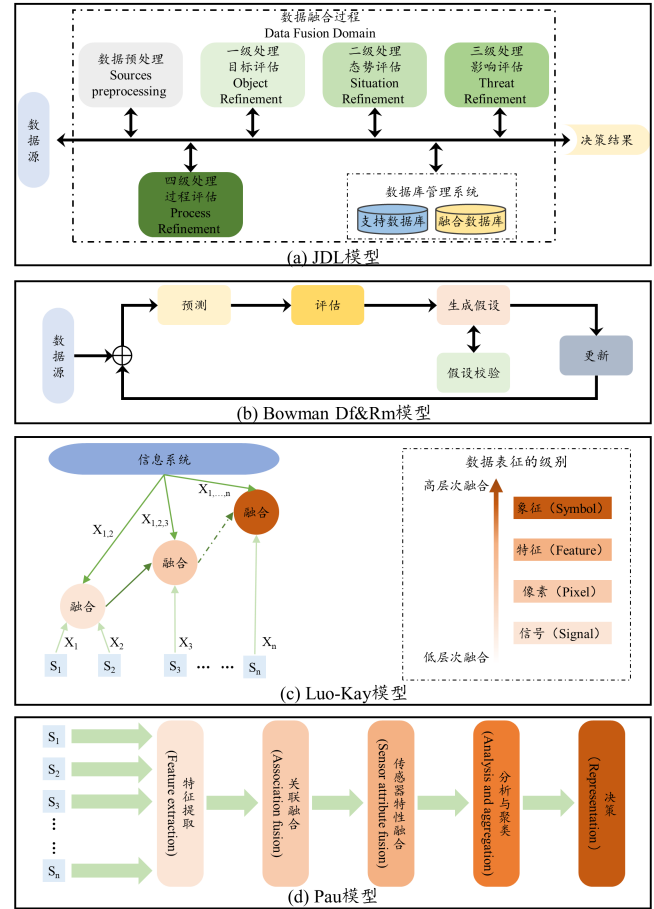 数据融合过程
Data Fusion Domain
数据源
数据预处理
Sources
preprocessing
一级处理
目标评估
Object
Refinement
二级处理
态势评估
Situation
Refinement
三级处理
影响评估
Threat
Refinement
决策结果
四级处理
过程评估
Process
Refinement
数据库管理系统
支持数据库
融合数据库
(a) JDL模型
数据源
预测
评估
生成假设
假设校验
更新
(b) Bowman Df&Rm模型
信息系统
X1,2
X1,2,3
X1,…,n
融合
融合
融合
X1
X2
X3
Xn
S1
S2
S3
… …
Sn
数据表征的级别
高层次融合
象征（Symbol）
特征（Feature）
像素（Pixel）
信号（Signal）
低层次融合
(c) Luo-Kay模型
S1
S2
S3
⋮ ⋮
Sn
特征提取
(Feature extraction)
关联融合
(Association fusion)
传感器特性融合
(Sensor attribute fusion)
分析与聚类
(Analysis and aggregation)
决策
（Representation）
(d) Pau模型